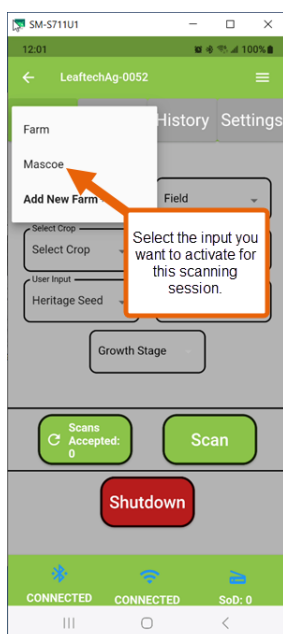 SM-S711U1
12:01
100%
LeaftechAg-0052
History Settings
Farm
Mascoe
Add New Farm
Field
Select Crop
Select Crop
User Input
Heritage Seed
Select the input you
want to activate for
this scanning
session.
Growth Stage
Scans
Accepted:
0
Scan
Shutdown
CONNECTED CONNECTED SoD: 0